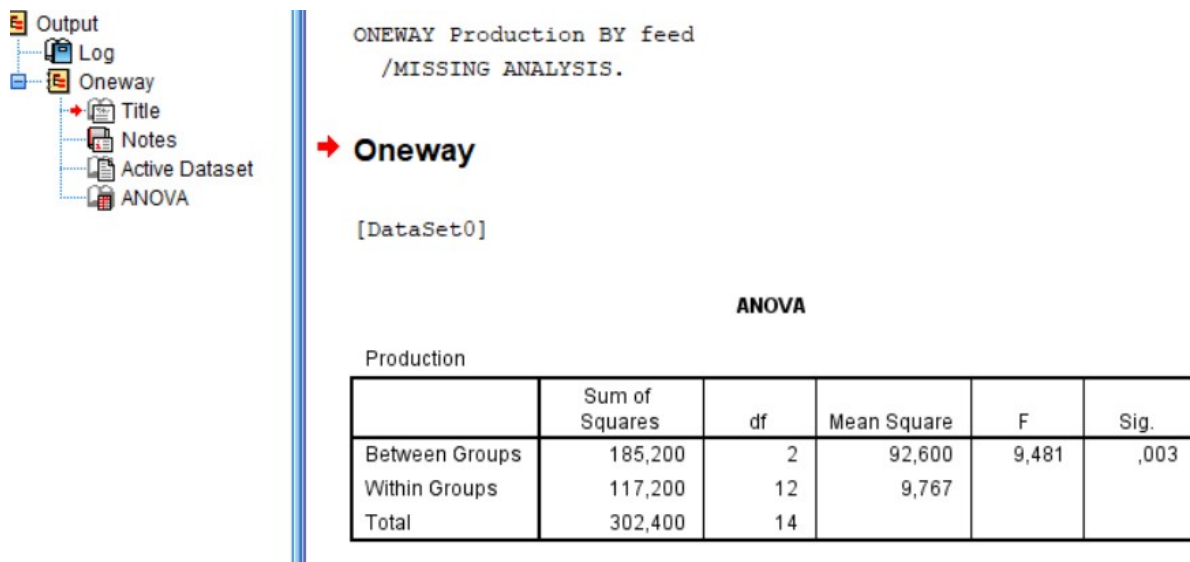 Output
Log
Oneway
Title
Notes
Active Dataset
ANOVA
ONEWAY Production BY feed
/MISSING ANALYSIS.
Oneway
[DataSet0]
ANOVA
Production
Sum of Squares df Mean Square F Sig.
Between Groups 185,200 2 92,600 9,481 ,003
Within Groups 117,200 12 9,767
Total 302,400 14